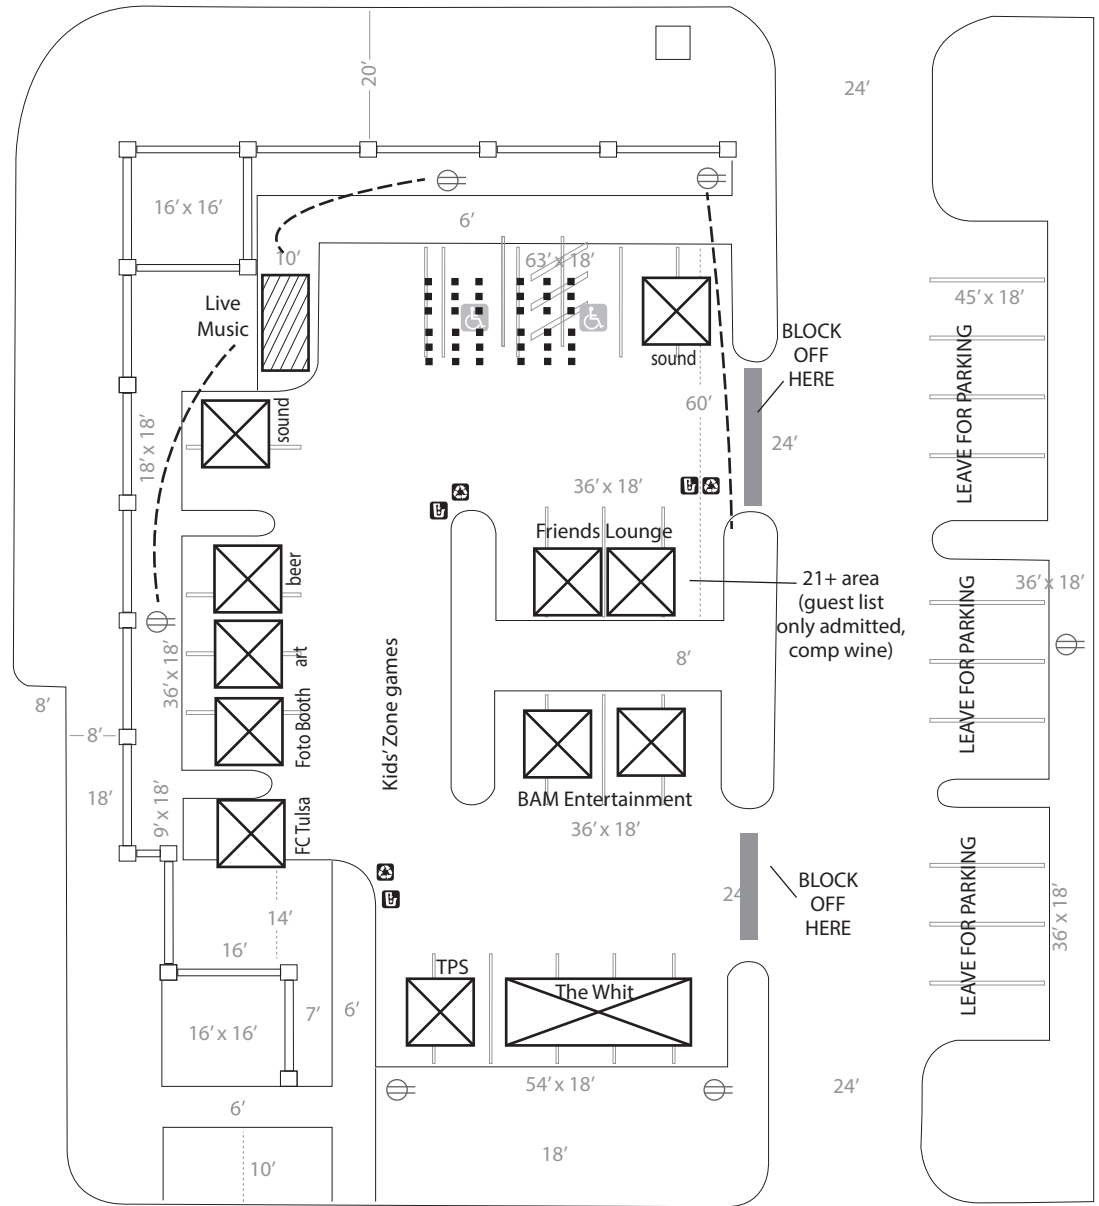 20'
24'
16' x 16'
6'
10'
63' x 18'
45' x 18'
Live
Music
BLOCK
OFF
HERE
sound
LEAVE FOR PARKING
60'
sound
18' x 18'
24'
36' x 18'
Friends Lounge
beer
21+ area
(guest list
only admitted,
comp wine)
36' x 18'
LEAVE FOR PARKING
art
36' x 18'
Kids' Zone games
8'
8'
8'
Foto Booth
18'
9' x 18'
BAM Entertainment
36' x 18'
FC Tulsa
LEAVE FOR PARKING
36' x 18'
24'
BLOCK
OFF
HERE
14'
16'
TPS
The Whit
7'
6'
16' x 16'
54' x 18'
24'
6'
18'
10'